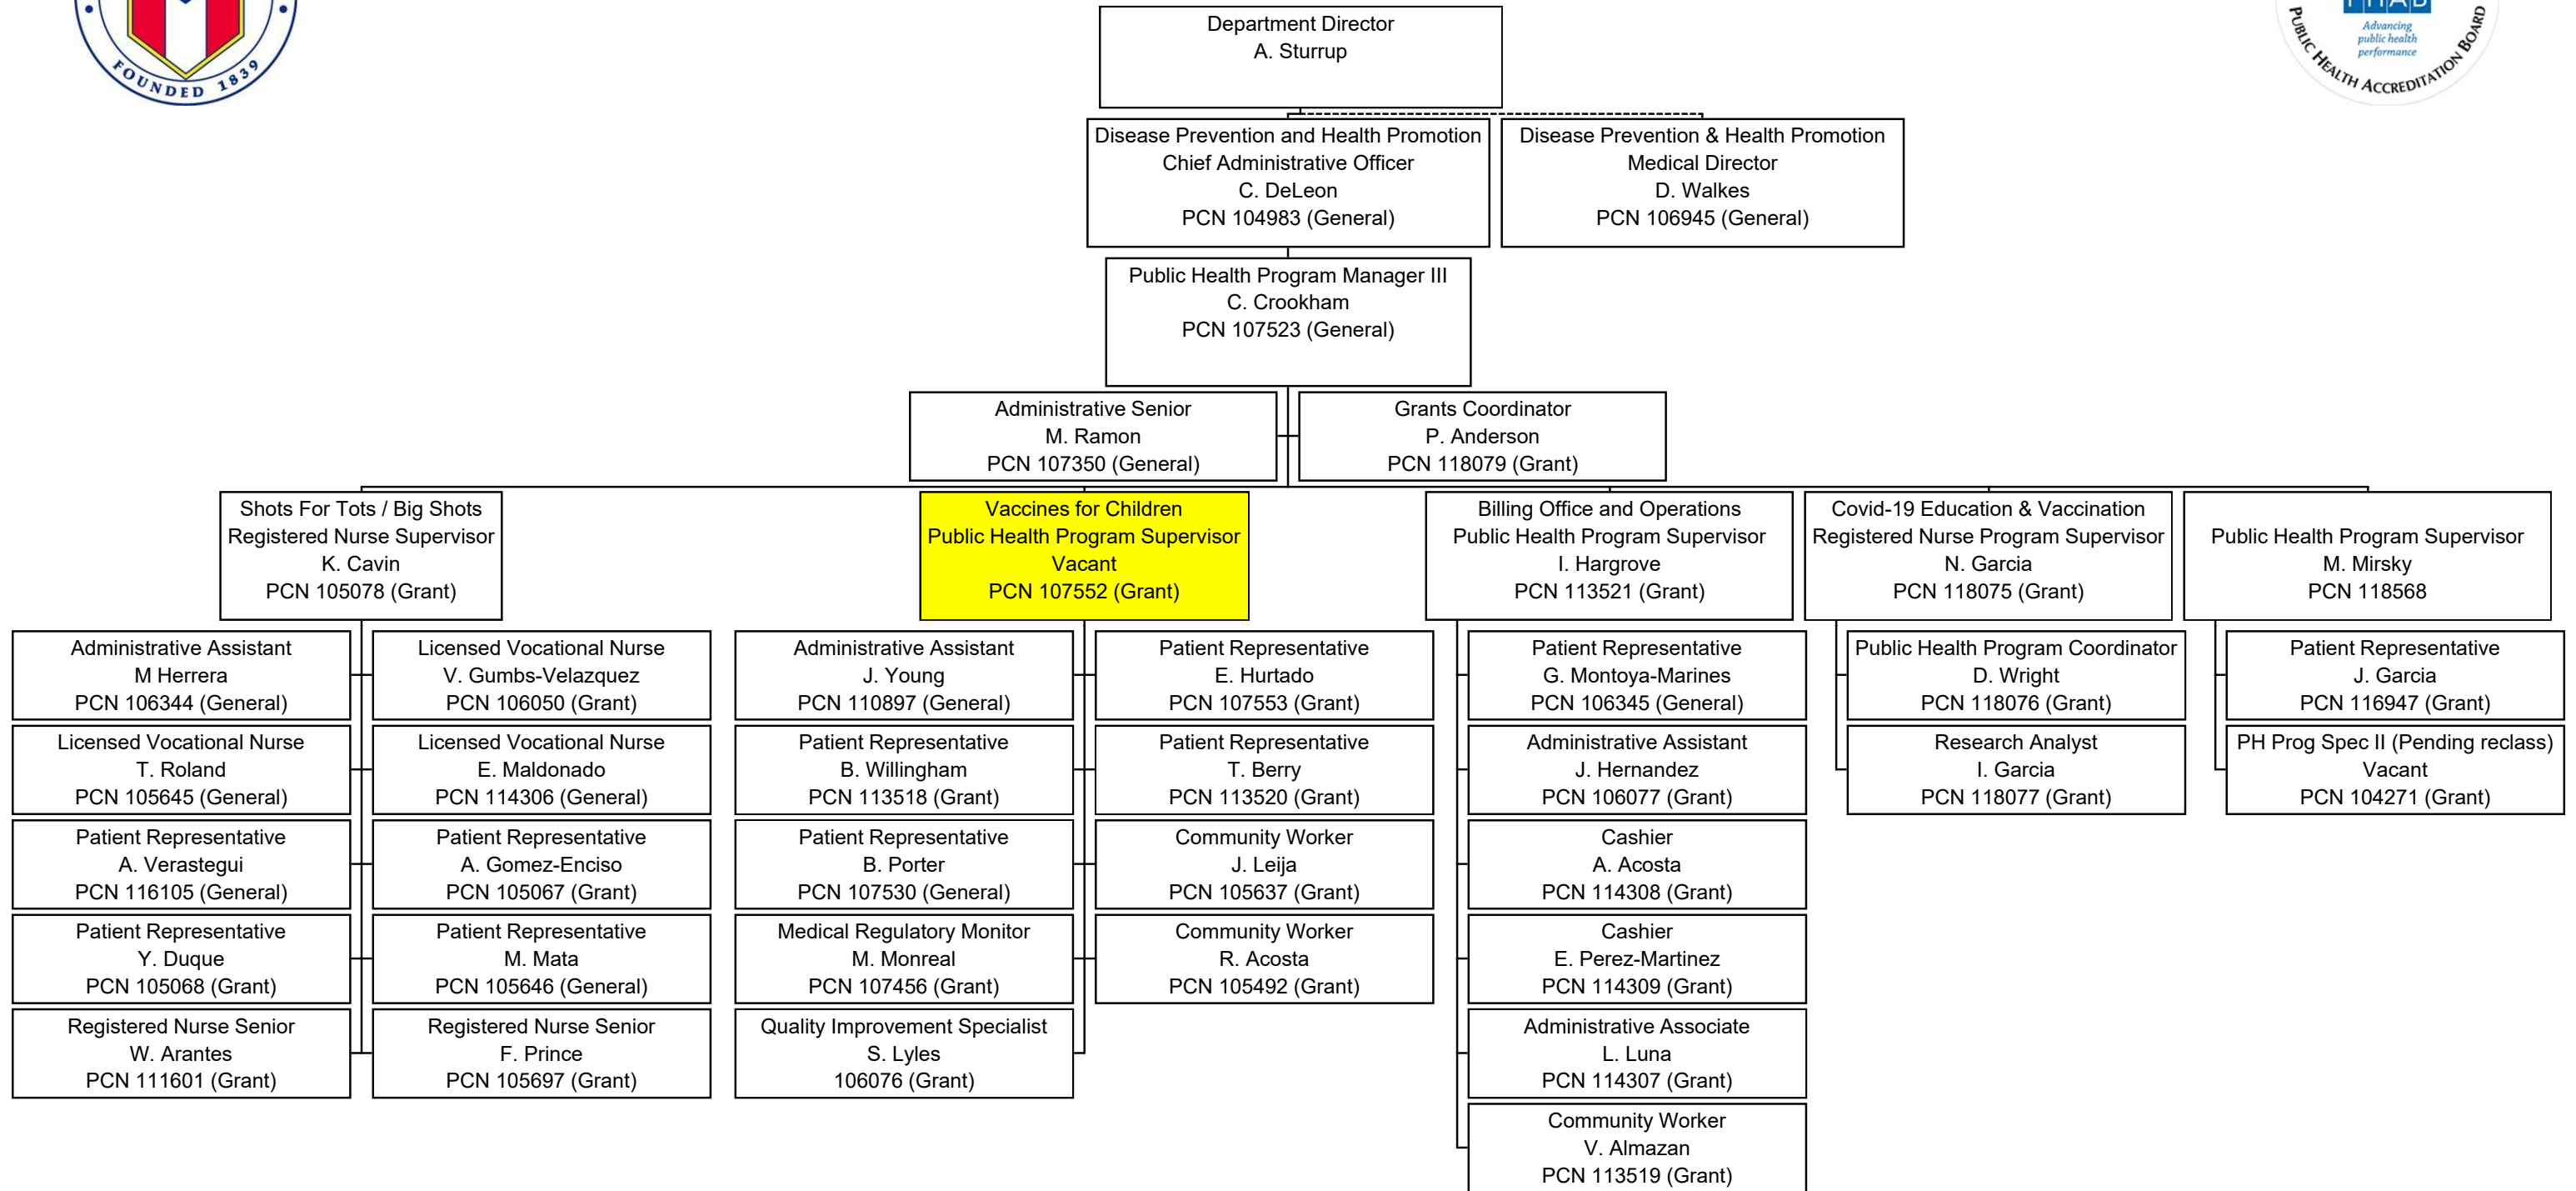 FOUNDED 1839
Advancing
public health
performance
PUBLIC HEALTH ACCREDITATION BOARD
Department Director
A. Sturrup
Disease Prevention and Health Promotion
Chief Administrative Officer
C. DeLeon
PCN 104983 (General)
Disease Prevention & Health Promotion
Medical Director
D. Walkes
PCN 106945 (General)
Public Health Program Manager III
C. Crookham
PCN 107523 (General)
Administrative Senior
M. Ramon
PCN 107350 (General)
Grants Coordinator
P. Anderson
PCN 118079 (Grant)
Shots For Tots / Big Shots
Registered Nurse Supervisor
K. Cavin
PCN 105078 (Grant)
Vaccines for Children
Public Health Program Supervisor
Vacant
PCN 107552 (Grant)
Billing Office and Operations
Public Health Program Supervisor
I. Hargrove
PCN 113521 (Grant)
Covid-19 Education & Vaccination
Registered Nurse Program Supervisor
N. Garcia
PCN 118075 (Grant)
Public Health Program Supervisor
M. Mirsky
PCN 118568
Administrative Assistant
M Herrera
PCN 106344 (General)
Licensed Vocational Nurse
V. Gumbs-Velazquez
PCN 106050 (Grant)
Licensed Vocational Nurse
T. Roland
PCN 105645 (General)
Licensed Vocational Nurse
E. Maldonado
PCN 114306 (General)
Patient Representative
A. Verastegui
PCN 116105 (General)
Patient Representative
A. Gomez-Enciso
PCN 105067 (Grant)
Patient Representative
Y. Duque
PCN 105068 (Grant)
Patient Representative
M. Mata
PCN 105646 (General)
Registered Nurse Senior
W. Arantes
PCN 111601 (Grant)
Registered Nurse Senior
F. Prince
PCN 105697 (Grant)
Administrative Assistant
J. Young
PCN 110897 (General)
Patient Representative
E. Hurtado
PCN 107553 (Grant)
Patient Representative
B. Willingham
PCN 113518 (Grant)
Patient Representative
T. Berry
PCN 113520 (Grant)
Patient Representative
B. Porter
PCN 107530 (General)
Community Worker
J. Leija
PCN 105637 (Grant)
Medical Regulatory Monitor
M. Monreal
PCN 107456 (Grant)
Community Worker
R. Acosta
PCN 105492 (Grant)
Quality Improvement Specialist
S. Lyles
106076 (Grant)
Patient Representative
G. Montoya-Marines
PCN 106345 (General)
Administrative Assistant
J. Hernandez
PCN 106077 (Grant)
Cashier
A. Acosta
PCN 114308 (Grant)
Cashier
E. Perez-Martinez
PCN 114309 (Grant)
Administrative Associate
L. Luna
PCN 114307 (Grant)
Community Worker
V. Almazan
PCN 113519 (Grant)
Public Health Program Coordinator
D. Wright
PCN 118076 (Grant)
Research Analyst
I. Garcia
PCN 118077 (Grant)
Patient Representative
J. Garcia
PCN 116947 (Grant)
PH Prog Spec II (Pending reclass)
Vacant
PCN 104271 (Grant)